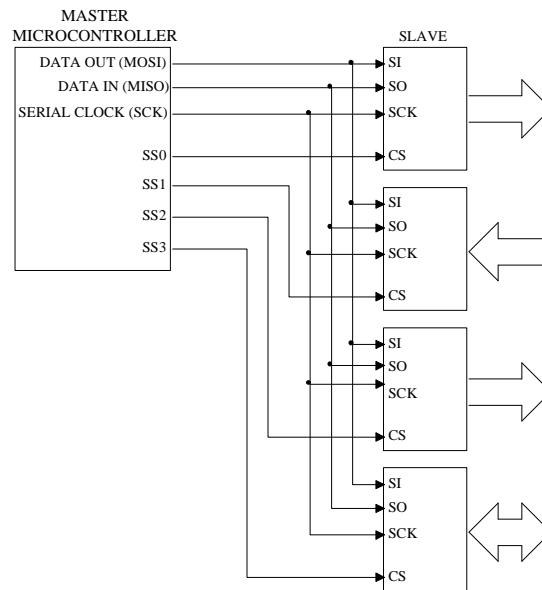 MASTER
MICROCONTROLLER
DATA OUT (MOSI)
DATA IN (MISO)
SERIAL CLOCK (SCK)
SS0
SS1
SS2
SS3
SLAVE
SI
SO
SCK
CS
SI
SO
SCK
CS
SI
SO
SCK
CS
SI
SO
SCK
CS